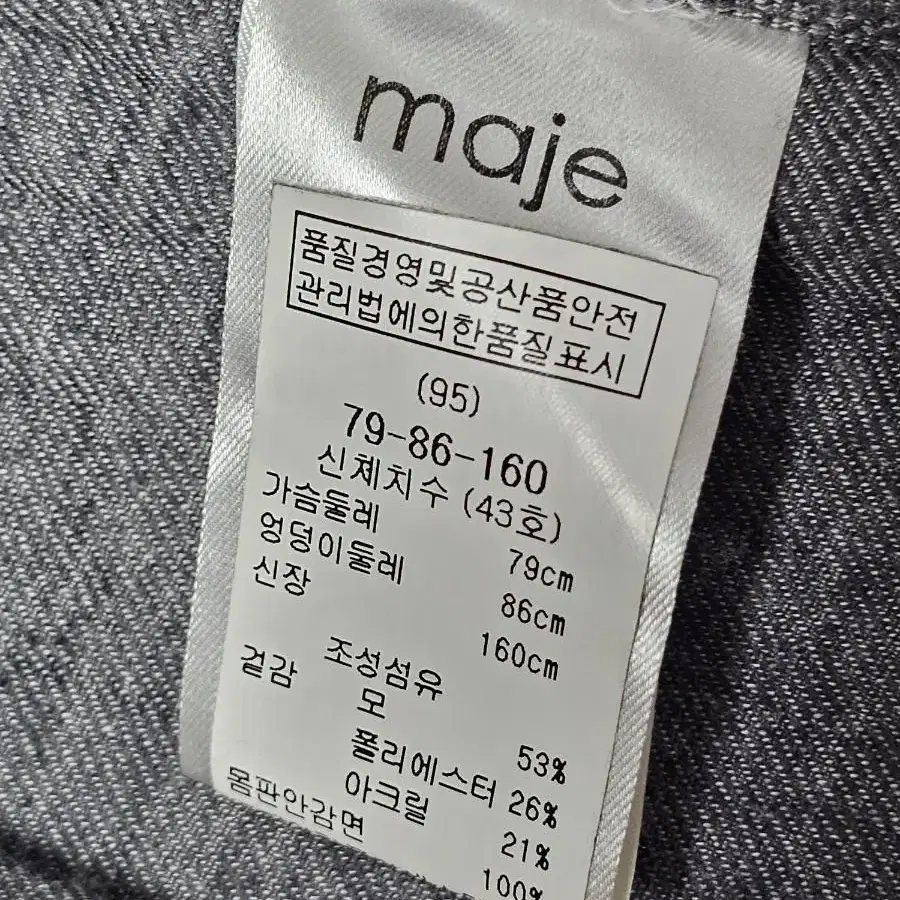 maje
품질경영및공산품안전
관리법에의한품질표시
(95)
79-86-160
신체치수 (43호)
가슴둘레 79cm
엉덩이둘레 86cm
신장 160cm
조성섬유
겉감 모 53%
폴리에스터 26%
아크릴 21%
몸판안감면 100%